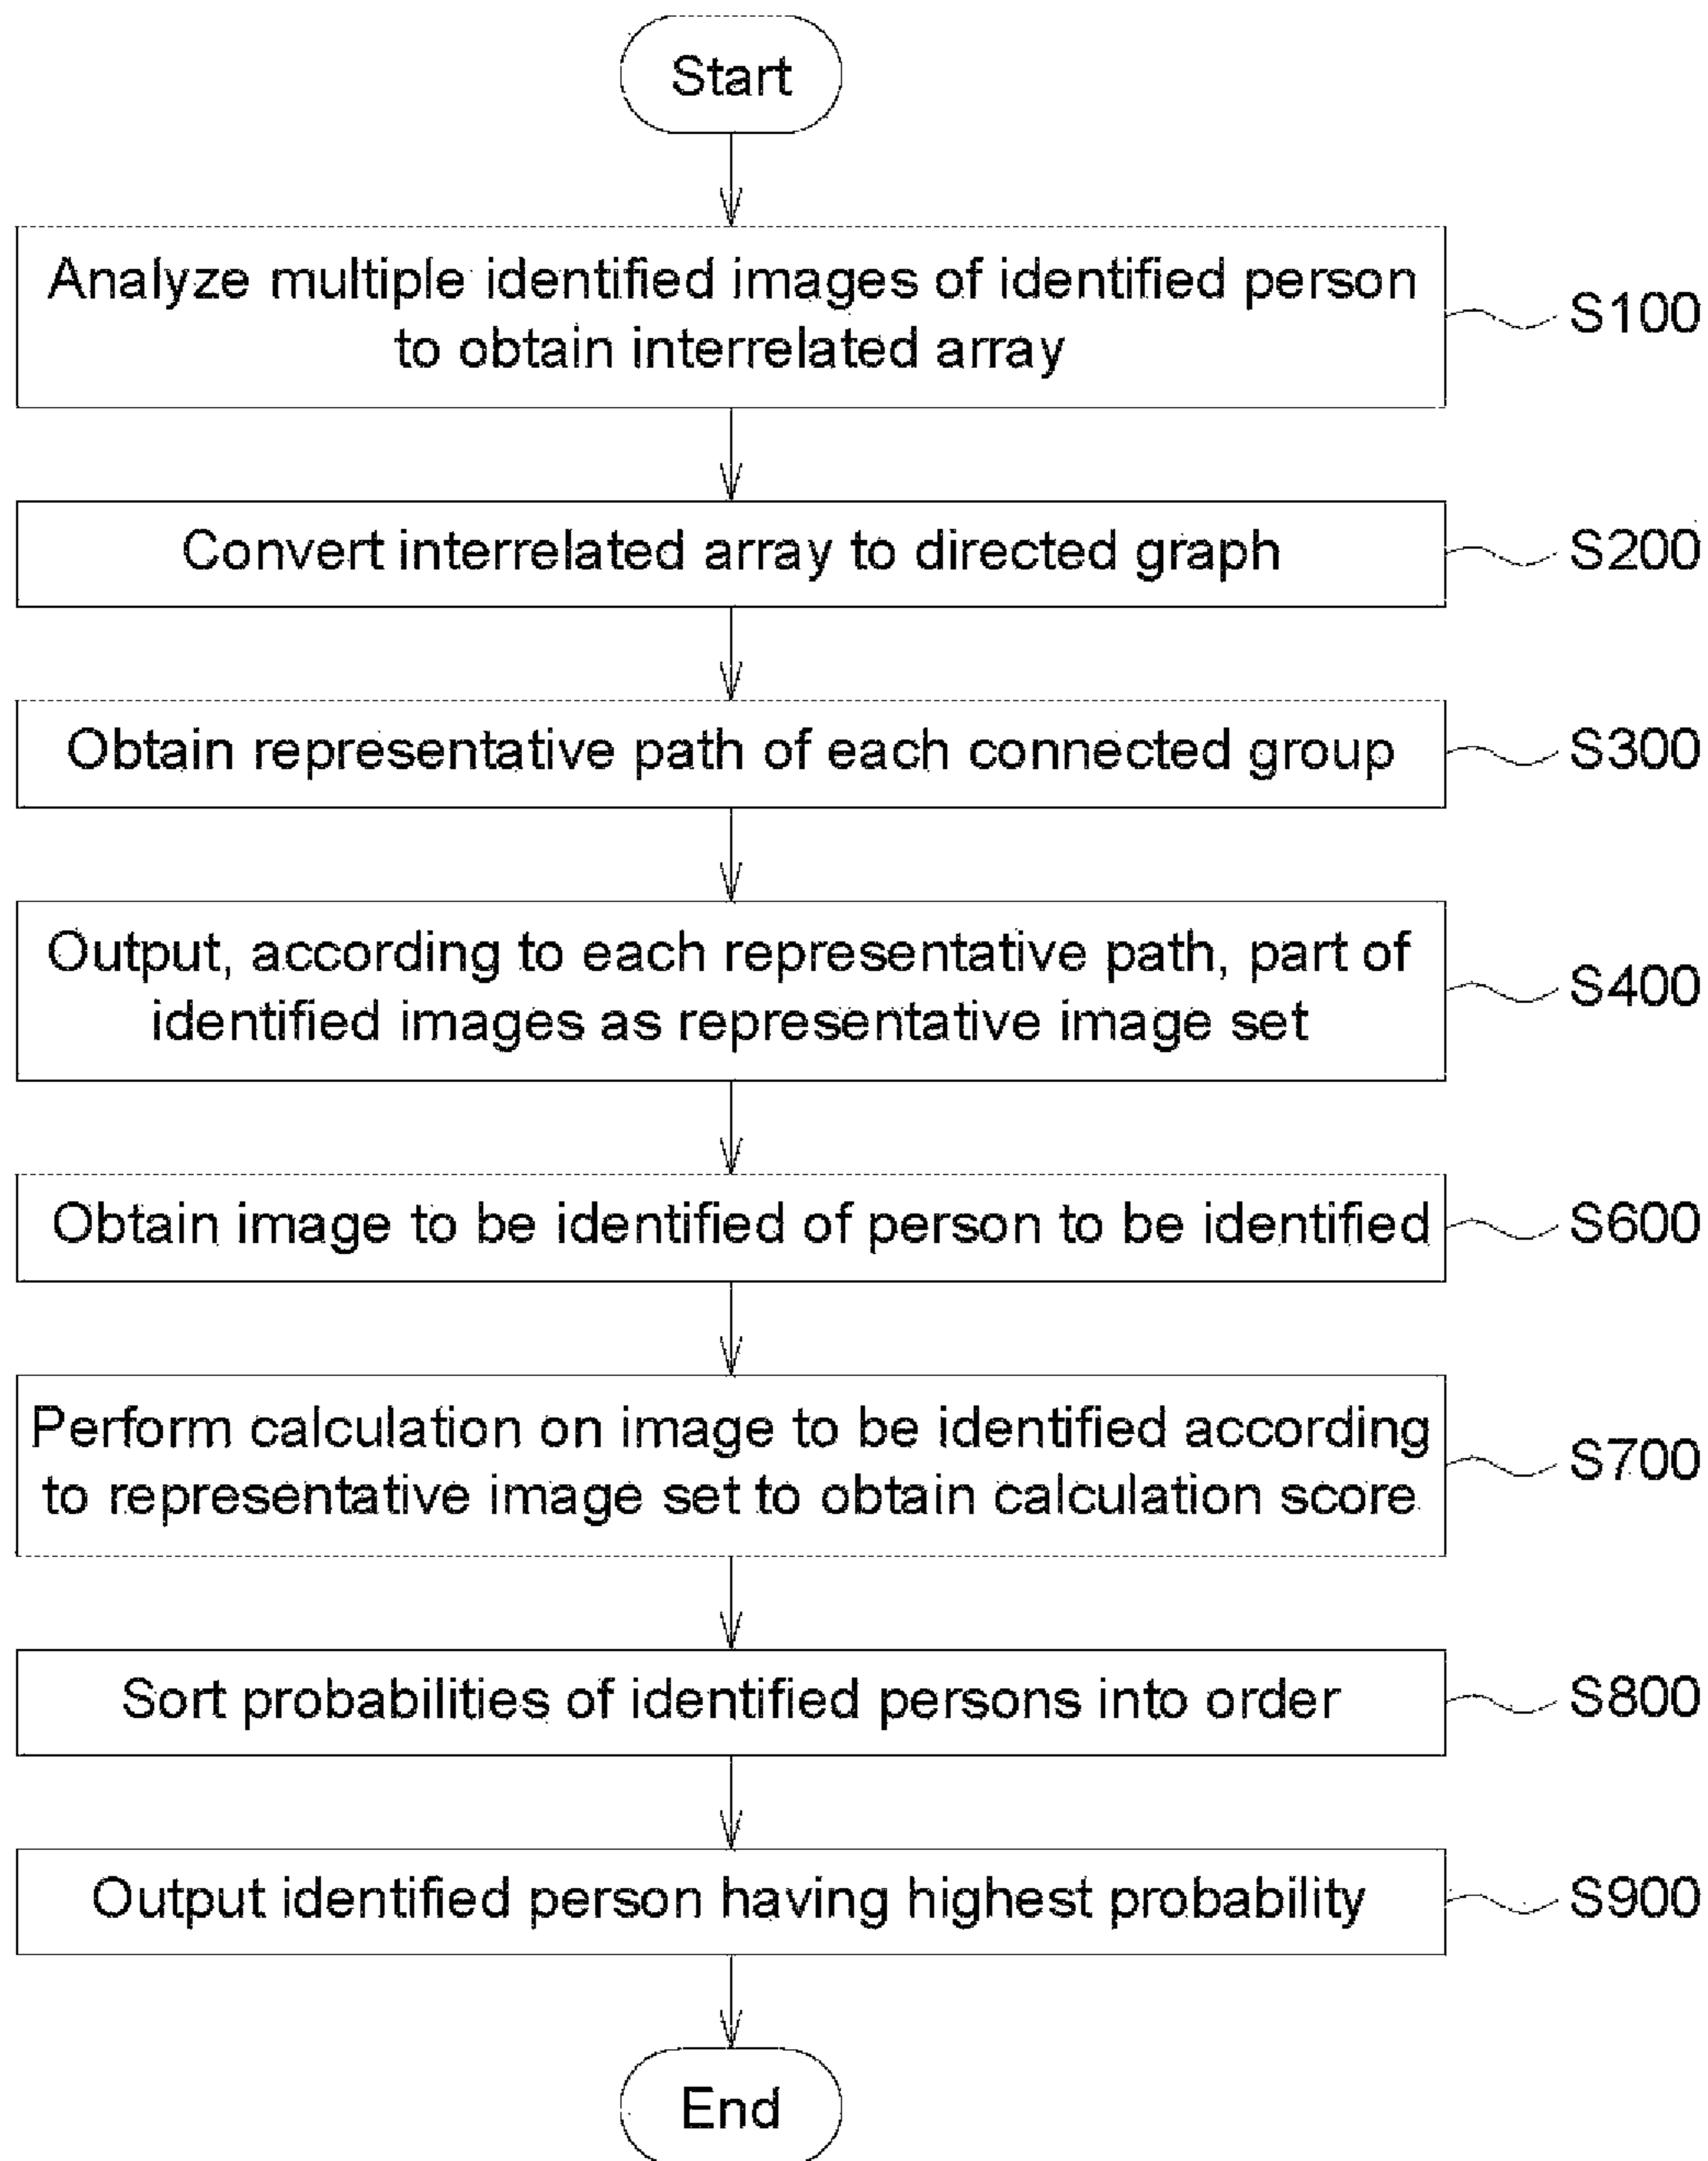 Start
Analyze multiple identified images of identified person
to obtain interrelated array
S100
Convert interrelated array to directed graph
S200
Obtain representative path of each connected group
S300
Output, according to each representative path, part of
identified images as representative image set
S400
Obtain image to be identified of person to be identified
S600
Perform calculation on image to be identified according
to representative image set to obtain calculation score
S700
Sort probabilities of identified persons into order
S800
Output identified person having highest probability
S900
End